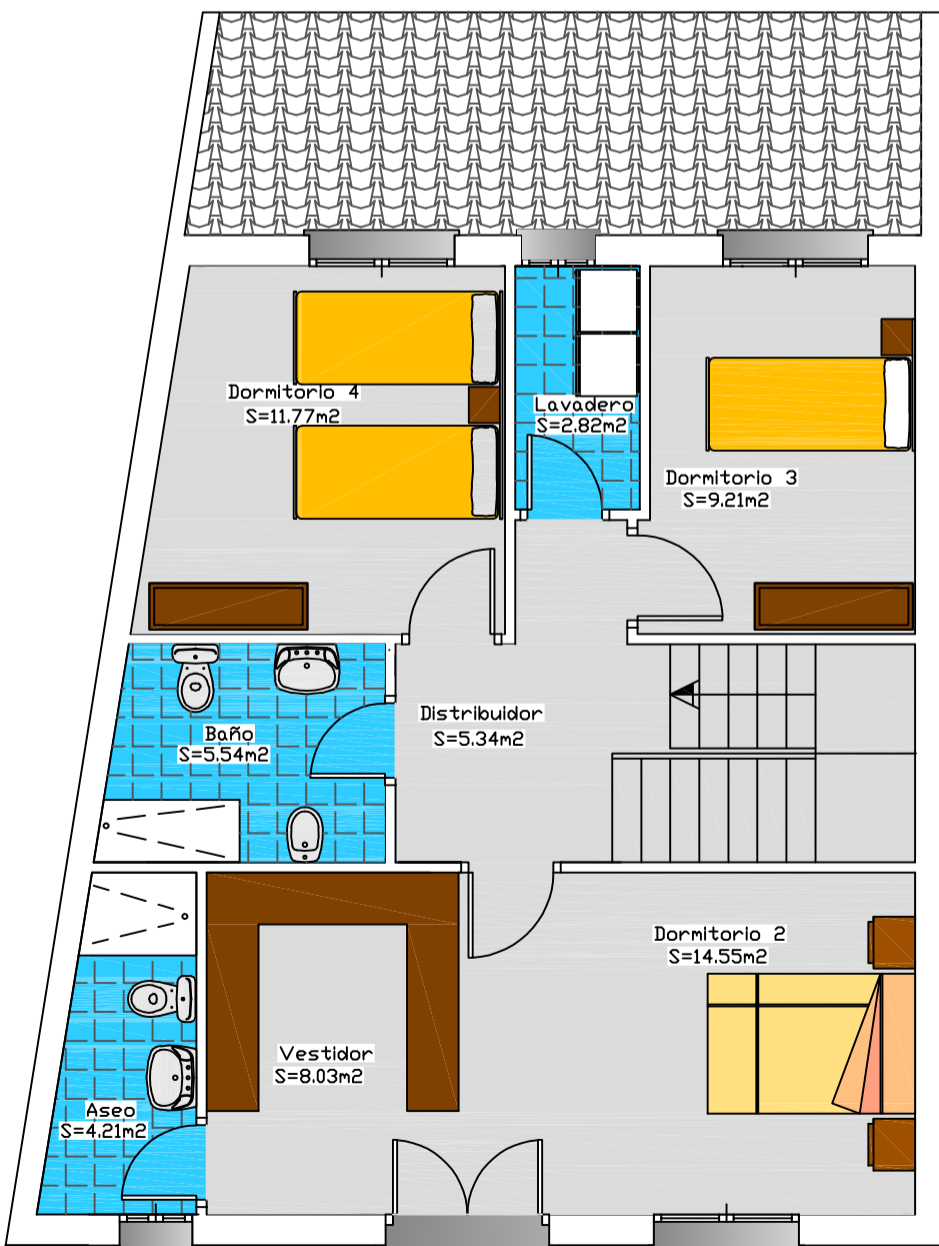 Dormitorio 4
S=11.77m2
Lavadero
S=2.82m2
Dormitorio 3
S=9.21m2
Distribuidor
S=5.34m2
Baño
S=5.54m2
Dormitorio 2
S=14.55m2
Vestidor
S=8.03m2
Aseo
S=4.21m2